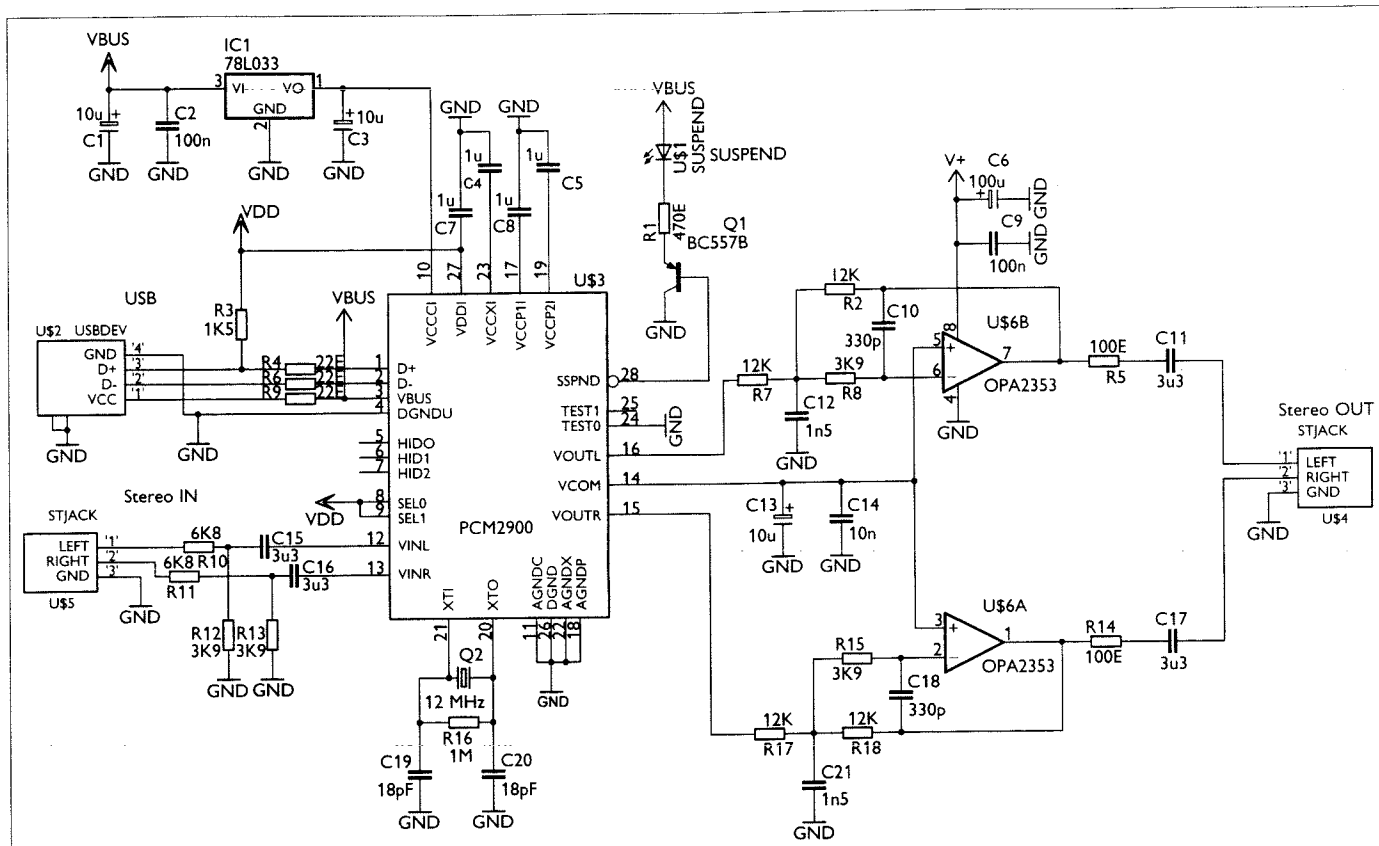 VBUS
IC1
78L033
3
VI
VO
1
GND
2
10u
+
C1
C2
100n
+
10u
C3
GND
GND
GND
GND
GND
GND
1u
C4
1u
C5
1u
C7
1u
C8
VBUS
U$1
SUSPEND
SUSPEND
R1
470E
Q1
BC557B
GND
V+
C6
100u
+
GND
C9
100n
GND
VDD
USB
U$2
USBDEV
GND
D+
D-
VCC
'4'
'3'
'2'
'1'
GND
R3
1K5
VBUS
R4
22E
R6
22E
R9
22E
GND
10
27
23
17
19
U$3
VCCCI
VDDI
VCCXI
VCCP1I
VCCP2I
1
D+
2
D-
3
VBUS
4
DGNDU
5
HID0
6
HID1
7
HID2
8
SEL0
9
SEL1
12
VINL
13
VINR
VDD
PCM2900
SSPND
28
TEST1
25
TEST0
24
GND
VOUTL
16
VCOM
14
VOUTR
15
XTI
21
XTO
20
AGNDC
DGND
AGNDX
AGNDP
11
26
22
18
GND
Stereo IN
STJACK
LEFT
RIGHT
GND
'1'
'2'
'3'
U$5
GND
6K8
R10
6K8
R11
C15
3u3
C16
3u3
R12
3K9
R13
3K9
GND
GND
Q2
12 MHz
R16
1M
C19
18pF
C20
18pF
GND
GND
12K
R2
C10
330p
12K
R7
3K9
R8
C12
1n5
GND
8
U$6B
5
+
6
-
7
4
OPA2353
GND
100E
R5
C11
3u3
Stereo OUT
STJACK
LEFT
RIGHT
GND
'1'
'2'
'3'
U$4
GND
C13
+
10u
C14
10n
GND
GND
U$6A
3
+
2
-
1
OPA2353
R14
100E
C17
3u3
R15
3K9
C18
330p
12K
R17
12K
R18
C21
1n5
GND